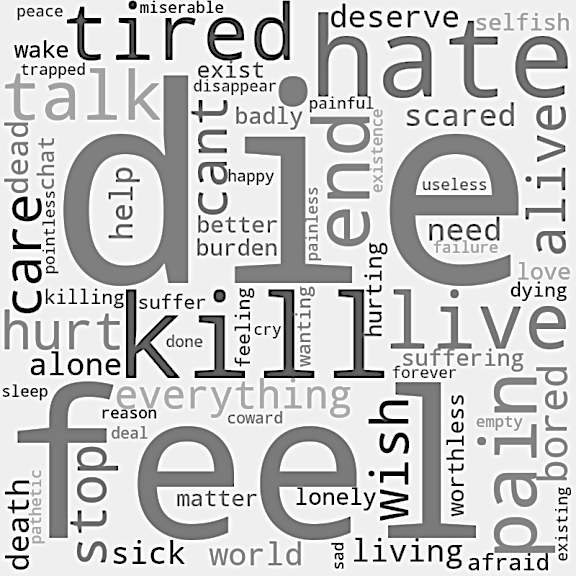 peace
miserable
tired
hate
deserve
selfish
wake
trapped
talk
exist
disappear
badly
painful
scared
dead
cant
die
end
existence
alive
chat
pointless
care
help
happy
useless
better
burden
painless
need
failure
love
dying
killing
suffer
hurting
hurt
kill
done
feeling
cry
wanting
live
alone
suffering
forever
sleep
everything
reason
coward
deal
feel
wish
worthless
pain
empty
bored
stop
matter
lonely
death
pathetic
sick
world
sad
living
afraid
existing